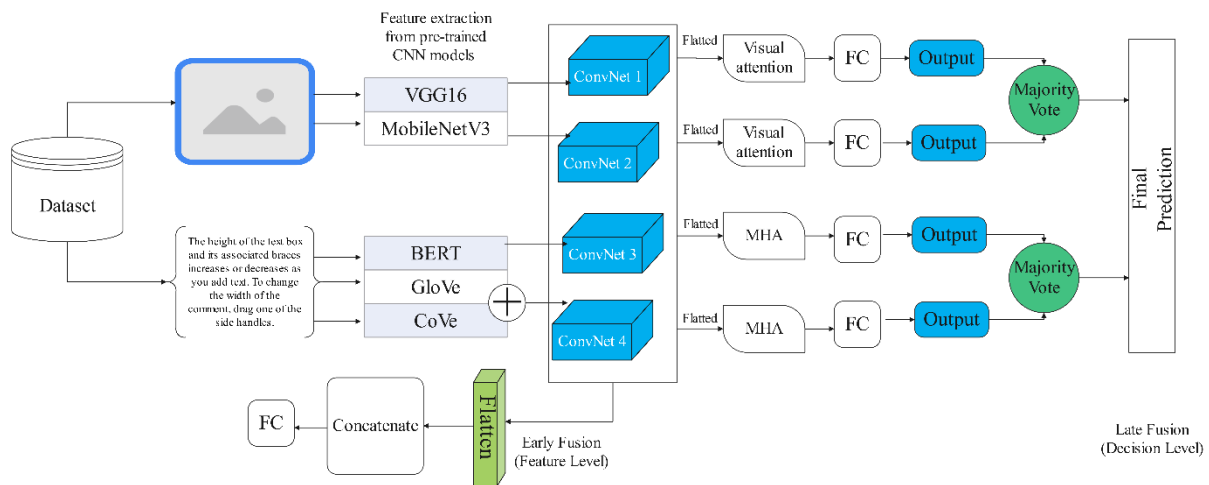 Feature extraction
from pre-trained
CNN models
Dataset
VGG16
MobileNetV3
The height of the text box
and its associated braces
increases or decreases as
you add text. To change
the width of the
comment, drag one of the
side handles.
BERT
GloVe
CoVe
ConvNet 1
ConvNet 2
ConvNet 3
ConvNet 4
Flatted
Visual
attention
FC
Output
Flatted
Visual
attention
FC
Output
Majority
Vote
Flatted
MHA
FC
Output
Flatted
MHA
FC
Output
Majority
Vote
Final
Prediction
FC
Concatenate
Flatten
Early Fusion
(Feature Level)
Late Fusion
(Decision Level)